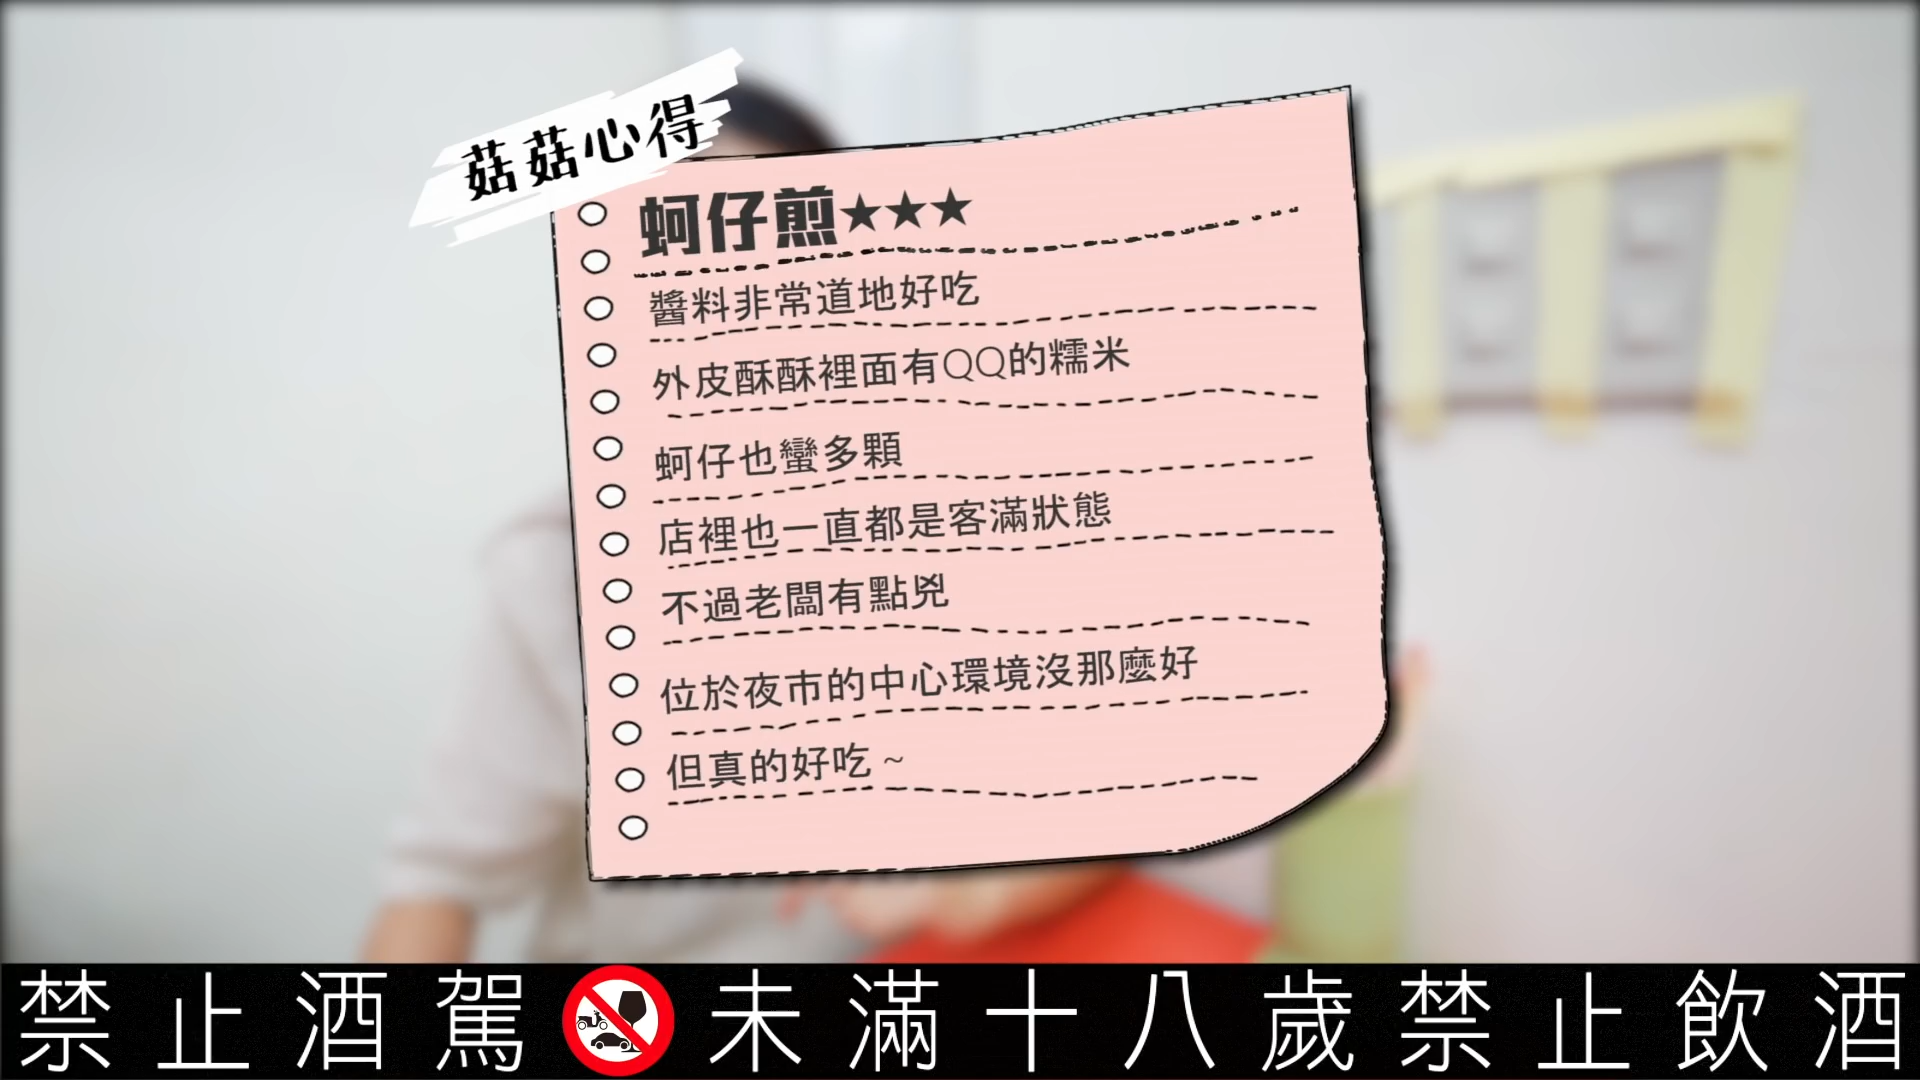 菇菇心得
蚵仔煎★★★
醬料非常道地好吃
外皮酥酥裡面有QQ的糯米
蚵仔也蠻多顆
店裡也一直都是客滿狀態
不過老闆有點兇
位於夜市的中心環境沒那麼好
但真的好吃~
禁止酒駕 未滿十八歲禁止飲酒